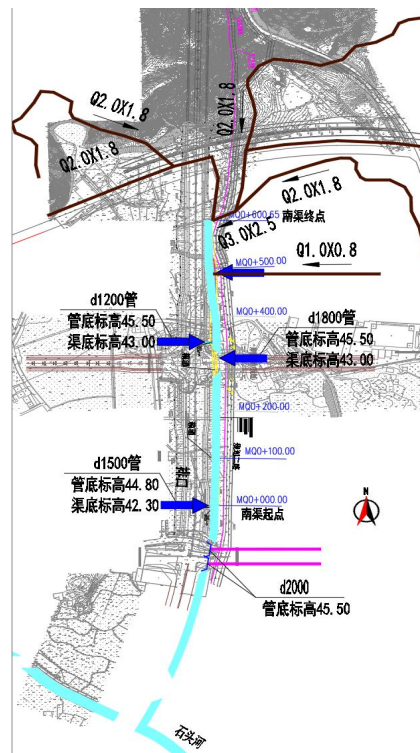 Q2.0X1.8
Q2.0X1.8
Q2.0X1.8
Q2.0X1.8
MQ0+600.65 南渠终点
Q3.0X2.5
Q1.0X0.8
MQ0+500.00
d1200管
管底标高45.50
渠底标高43.00
MQ0+400.00
d1800管
管底标高45.50
渠底标高43.00
MQ0+200.00
MQ0+100.00
d1500管
管底标高44.80
渠底标高42.30
MQ0+000.00
南渠起点
N
d2000
管底标高45.50
石头河